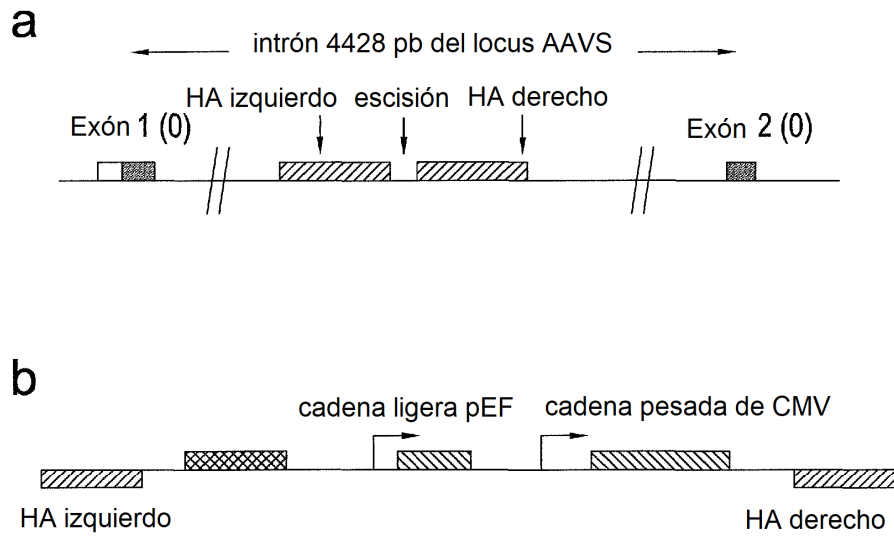 a
intrón 4428 pb del locus AAVS
HA izquierdo escisión HA derecho
Exón 1 (0) Exón 2 (0)
b
cadena ligera pEF cadena pesada de CMV
HA izquierdo HA derecho